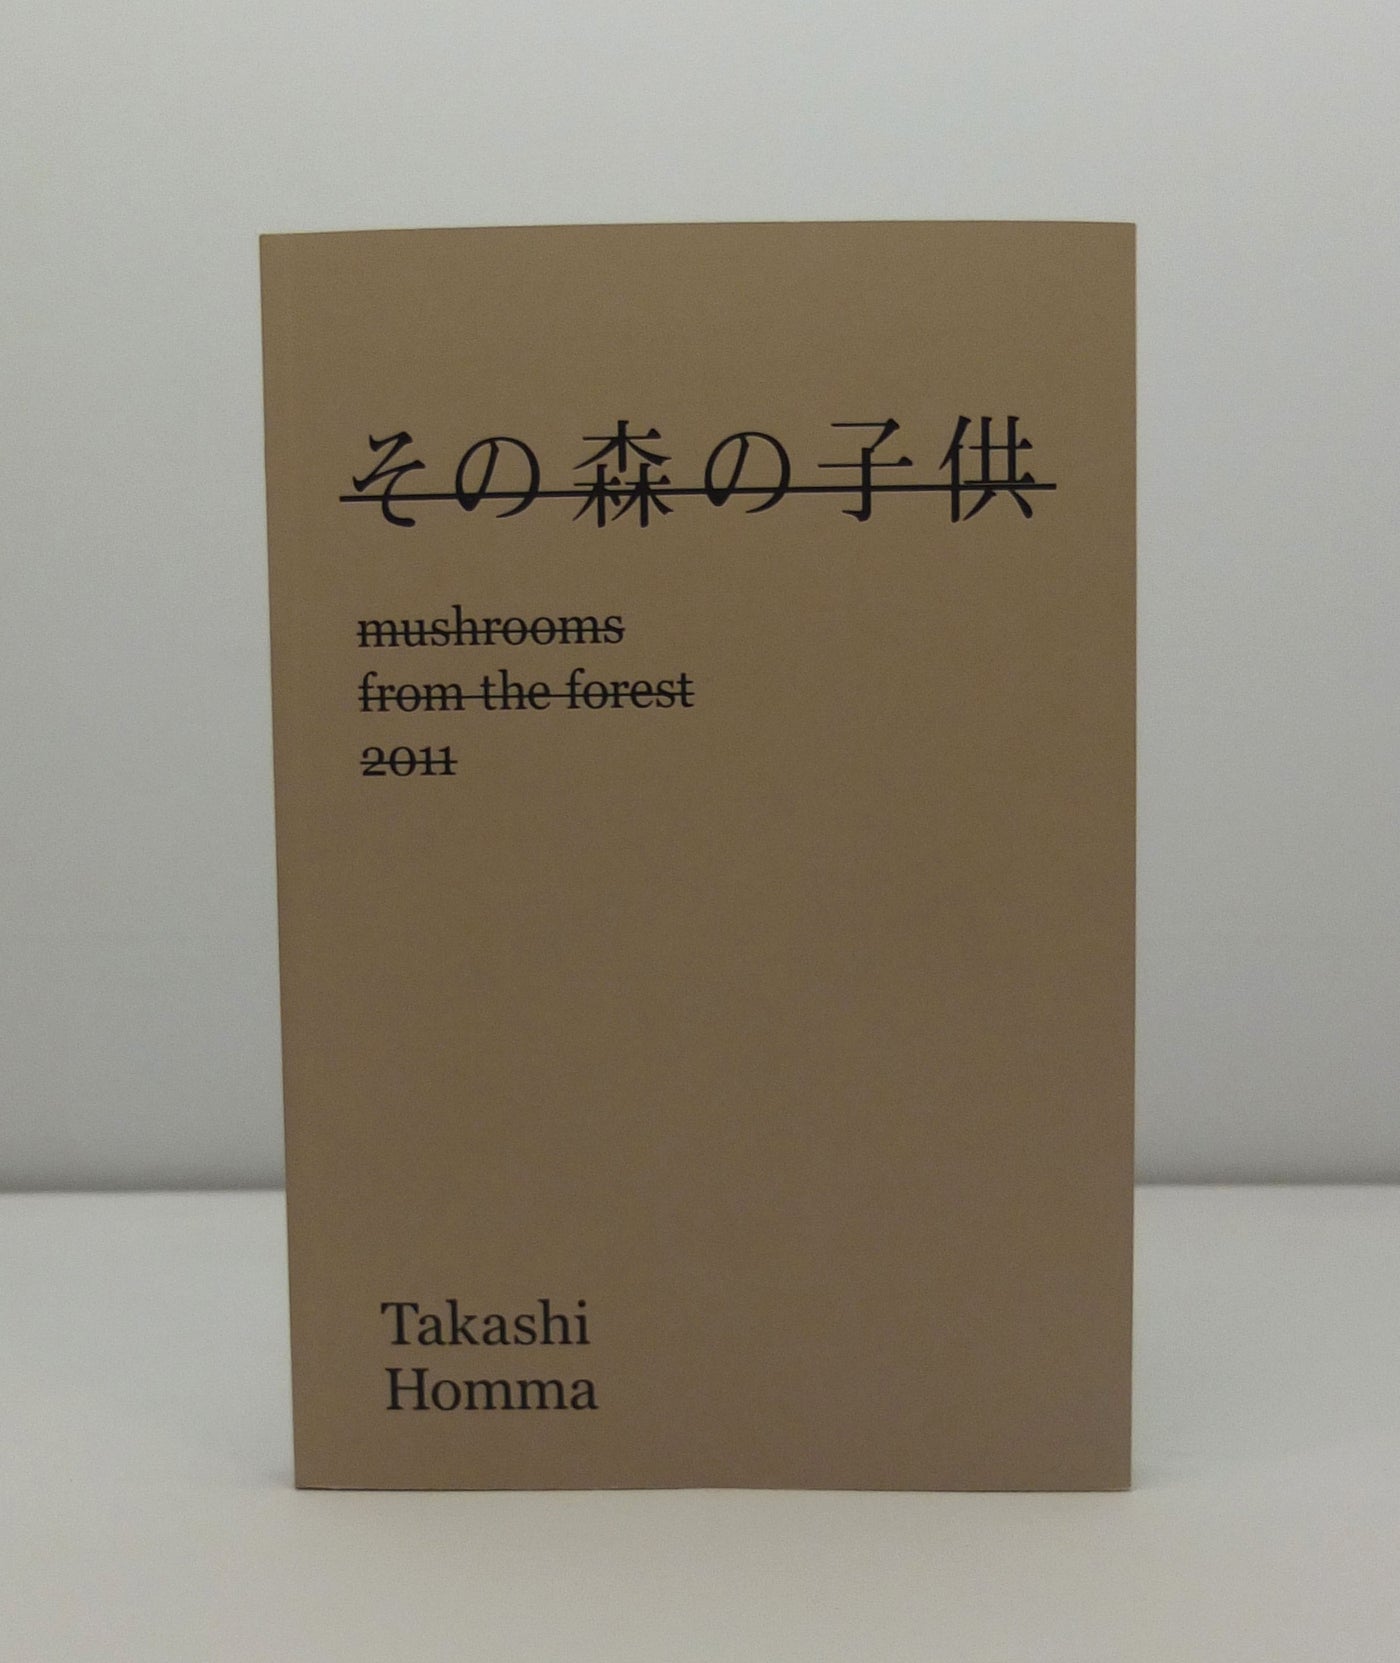 その森の子供
mushrooms
from the forest
2011
Takashi
Homma